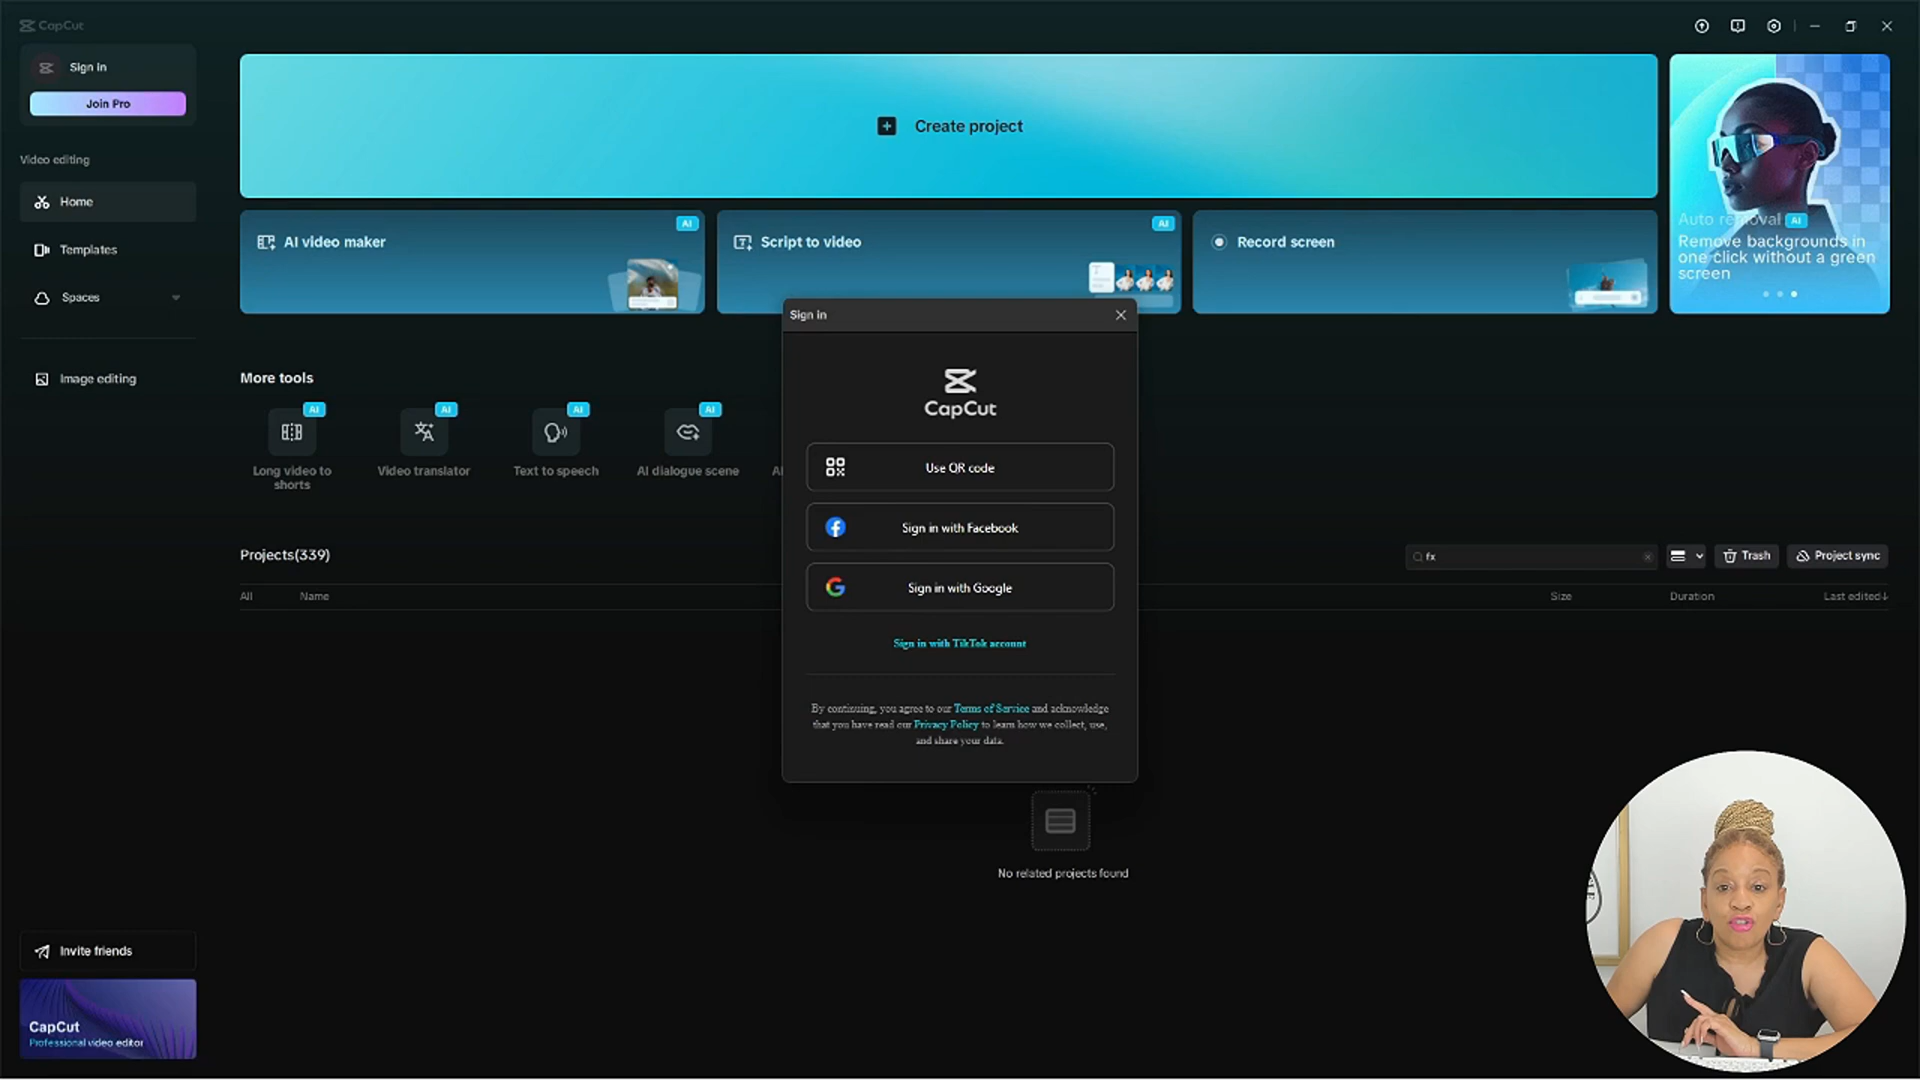 CapCut
Sign in
Join Pro
Video editing
Home
Templates
Spaces
Image editing
Invite friends
CapCut
Professional video editor
Create project
AI video maker
AI
Script to video
AI
Record screen
Auto removal AI
Remove backgrounds in
one click without a green
screen
More tools
AI
Long video to
shorts
AI
Video translator
AI
Text to speech
AI
AI dialogue scene
Projects(339)
fx
Trash
Project sync
All
Name
Size
Duration
Last edited↓
Sign in
CapCut
Use QR code
Sign in with Facebook
Sign in with Google
Sign in with TikTok account
By continuing, you agree to our Terms of Service and acknowledge
that you have read our Privacy Policy to learn how we collect, use,
and share your data.
No related projects found